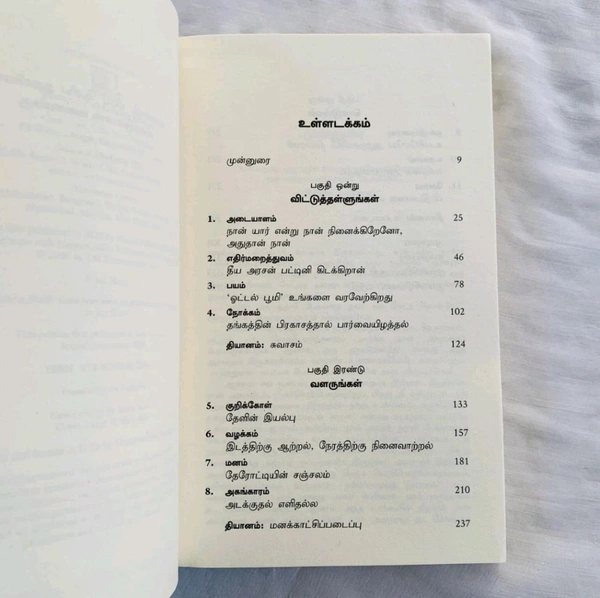 உள்ளடக்கம்
முன்னுரை 9
பகுதி ஒன்று
விட்டுத்தள்ளுங்கள்
1. அடையாளம் 25
நான் யார் என்று நான் நினைக்கிறேனோ,
அதுதான் நான்
2. எதிர்மறைத்துவம் 46
தீய அரசன் பட்டினி கிடக்கிறான்
3. பயம் 78
‘ஓட்டல் பூமி’ உங்களை வரவேற்கிறது
4. நோக்கம் 102
தங்கத்தின் பிரகாசத்தால் பார்வையிழத்தல்
தியானம்: சுவாசம் 124
பகுதி இரண்டு
வளருங்கள்
5. குறிக்கோள் 133
தேளின் இயல்பு
6. வழக்கம் 157
இடத்திற்கு ஆற்றல், நேரத்திற்கு நினைவாற்றல்
7. மனம் 181
தேரோட்டியின் சஞ்சலம்
8. அகங்காரம் 210
அடக்குதல் எளிதல்ல
தியானம்: மனக்காட்சிப்படைப்பு 237